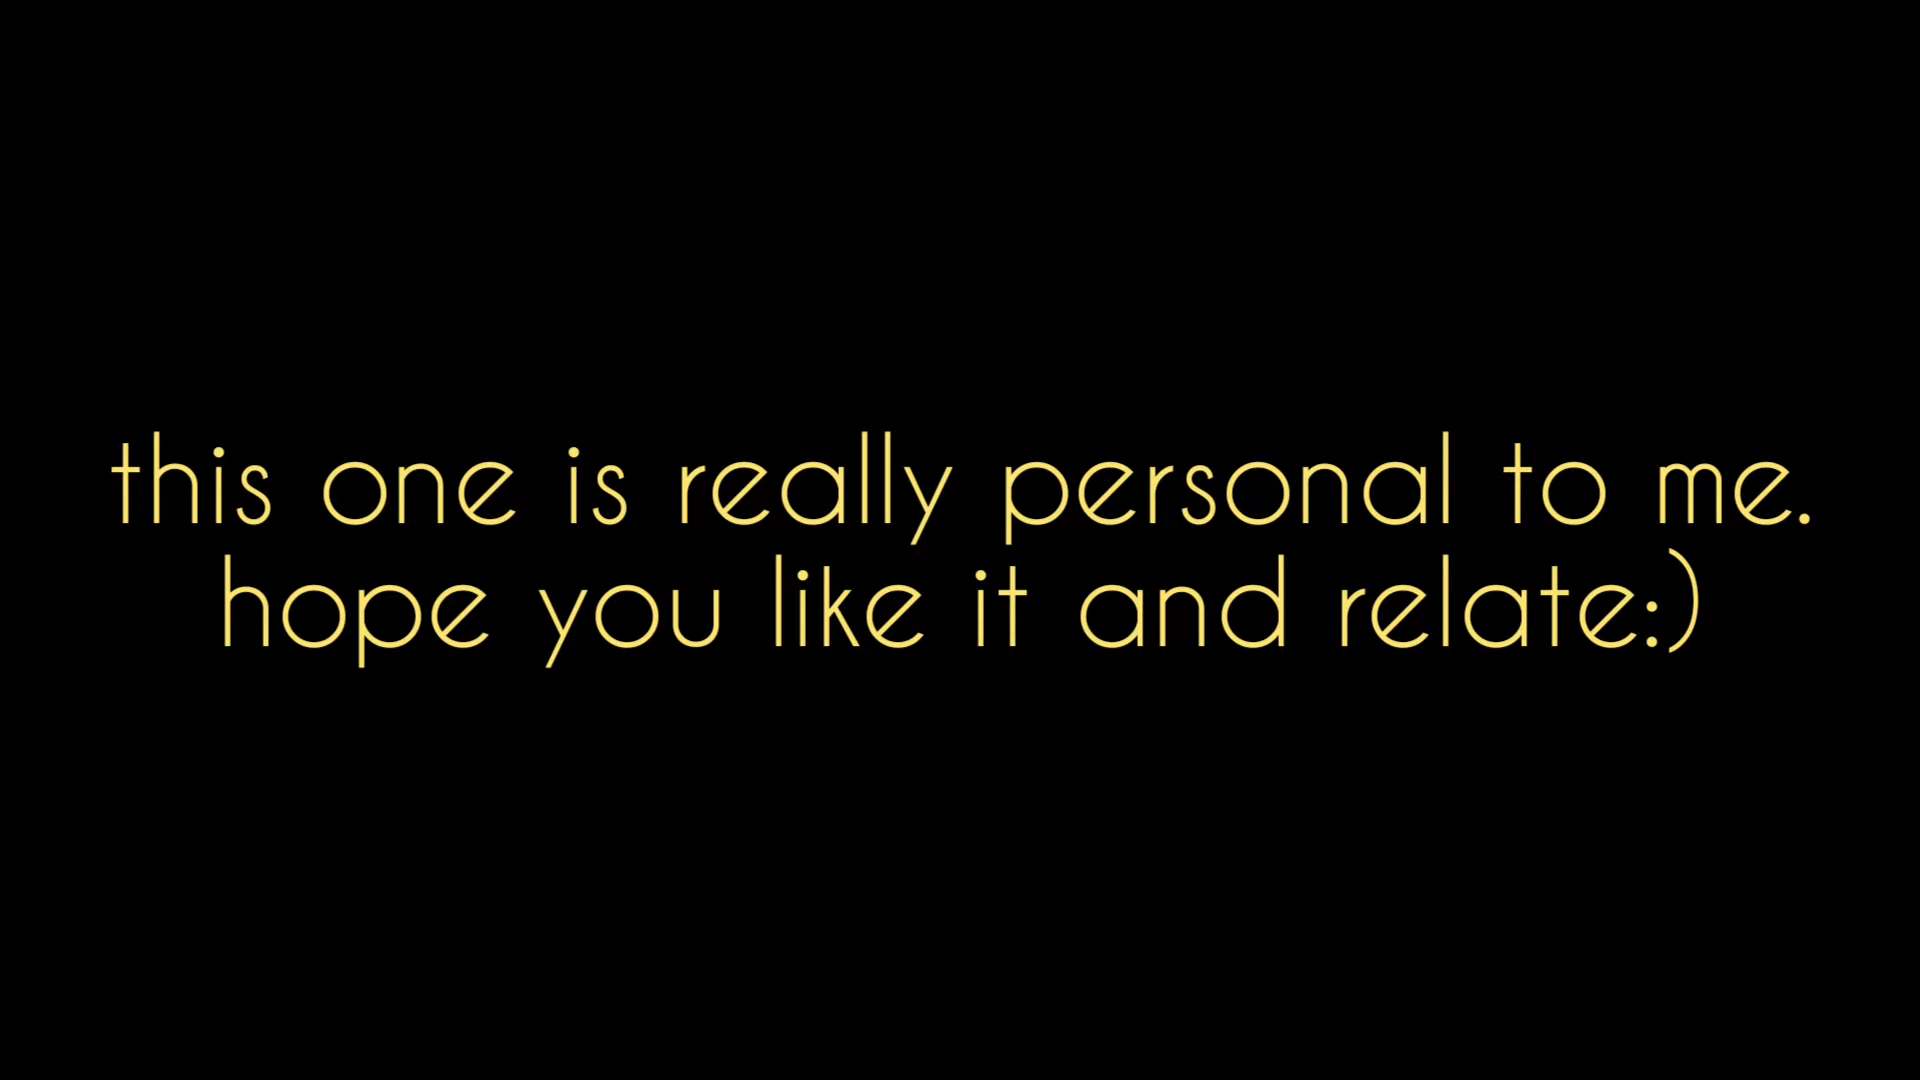 this one is really personal to me.
hope you like it and relate:)